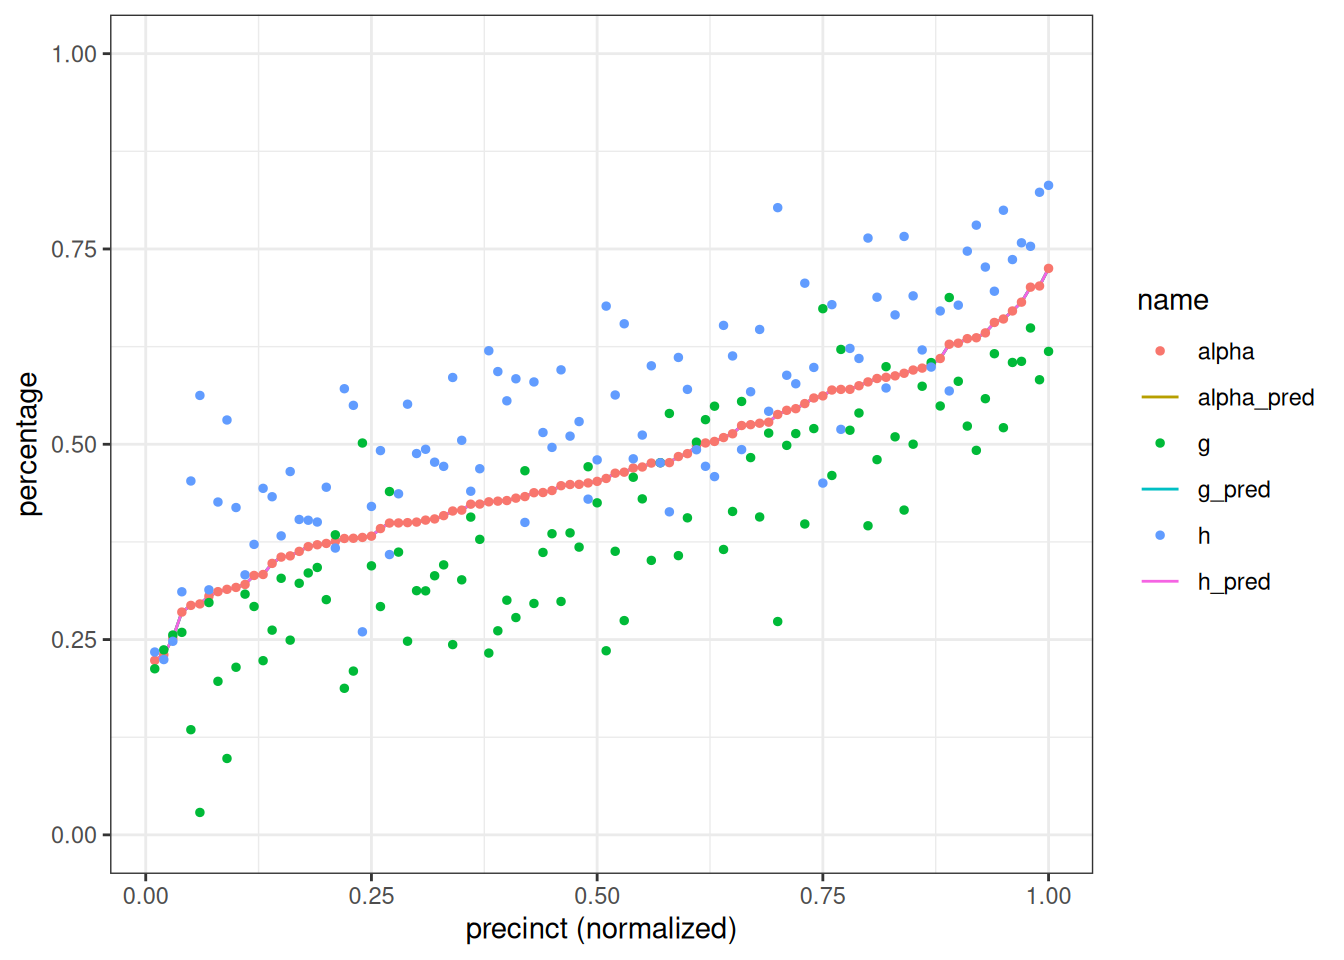 1.00
0.75
0.50
0.25
0.00
percentage
0.00 0.25 0.50 0.75 1.00
precinct (normalized)
name
alpha
alpha_pred
g
g_pred
h
h_pred